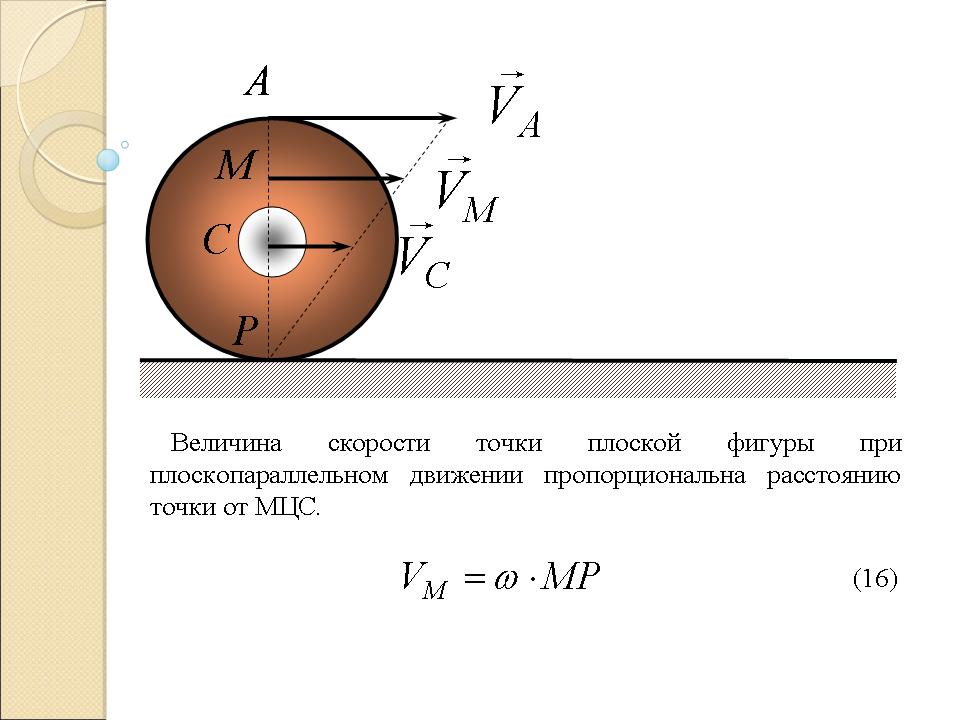 A
V_A
M
V_M
C
V_C
P
Величина скорости точки плоской фигуры при
плоскопараллельном движении пропорциональна расстоянию
точки от МЦС.
V_M = ω · MP (16)